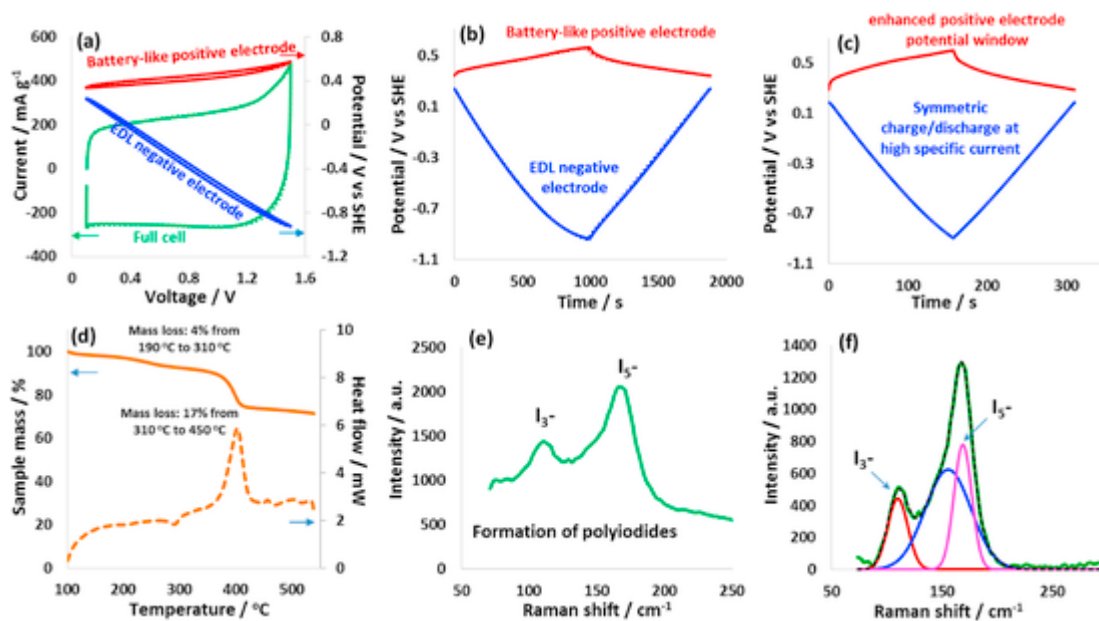 (a)
Battery-like positive electrode
EDL negative electrode
Full cell
Current / mA g⁻¹
600
400
200
0
-200
-400
0
0.4
0.8
1.2
1.6
Voltage / V
0.8
0.4
0
-0.4
-0.8
-1.2
Potential / V vs SHE
(b)
Battery-like positive electrode
EDL negative
electrode
Potential / V vs SHE
0.5
0.1
-0.3
-0.7
-1.1
0
500
1000
1500
2000
Time / s
(c)
enhanced positive electrode
potential window
Symmetric
charge/discharge at
high specific current
Potential / V vs SHE
0.5
0.1
-0.3
-0.7
-1.1
0
100
200
300
Time / s
(d)
Mass loss: 4% from
190 °C to 310 °C
Mass loss: 17% from
310 °C to 450 °C
Sample mass / %
100
80
60
40
20
0
100
200
300
400
500
Temperature / °C
10
8
6
4
2
0
Heat flow / mW
(e)
I₃-
I₅-
Formation of polyiodides
Intensity / a.u.
2500
2000
1500
1000
500
0
50
100
150
200
250
Raman shift / cm⁻¹
(f)
I₃-
I₅-
Intensity / a.u.
1400
1200
1000
800
600
400
200
0
50
150
250
Raman shift / cm⁻¹